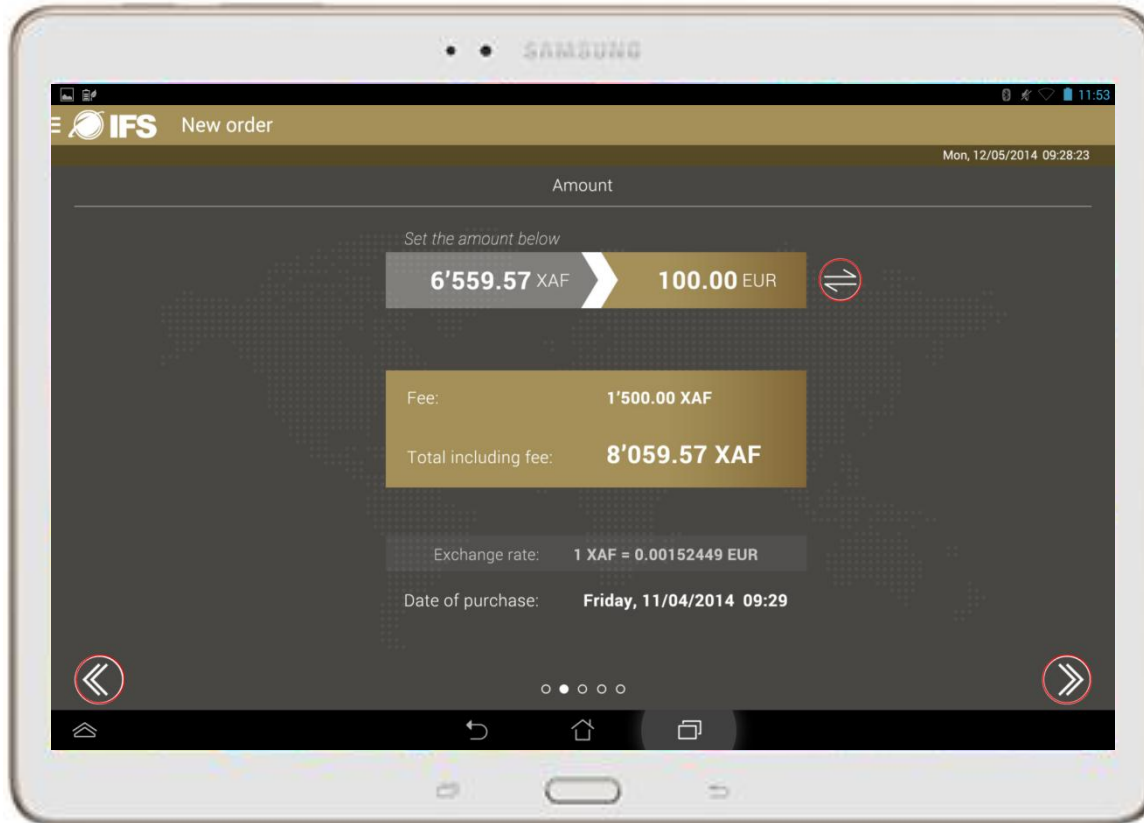 SAMSUNG
11:53
IFS New order
Mon, 12/05/2014 09:28:23
Amount
Set the amount below
6’559.57 XAF 100.00 EUR
Fee: 1’500.00 XAF
Total including fee: 8’059.57 XAF
Exchange rate: 1 XAF = 0.00152449 EUR
Date of purchase: Friday, 11/04/2014 09:29